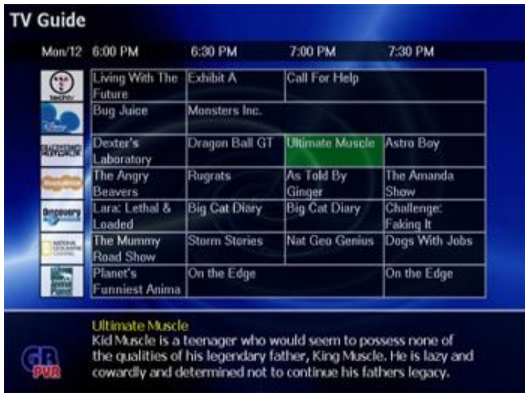 TV Guide
Mon/12 6:00 PM 6:30 PM 7:00 PM 7:30 PM
techtv Living With The Future Exhibit A Call For Help
Disney Bug Juice Monsters Inc.
Dexter's Laboratory Dragon Ball GT Ultimate Muscle Astro Boy
The Angry Beavers Rugrats As Told By Ginger The Amanda Show
Discovery Lara: Lethal & Loaded Big Cat Diary Big Cat Diary Challenge: Faking It
The Mummy Road Show Storm Stories Nat Geo Genius Dogs With Jobs
Planet's Funniest Anima On the Edge On the Edge
Ultimate Muscle
Kid Muscle is a teenager who would seem to possess none of
the qualities of his legendary father, King Muscle. He is lazy and
cowardly and determined not to continue his fathers legacy.
GB
PVR